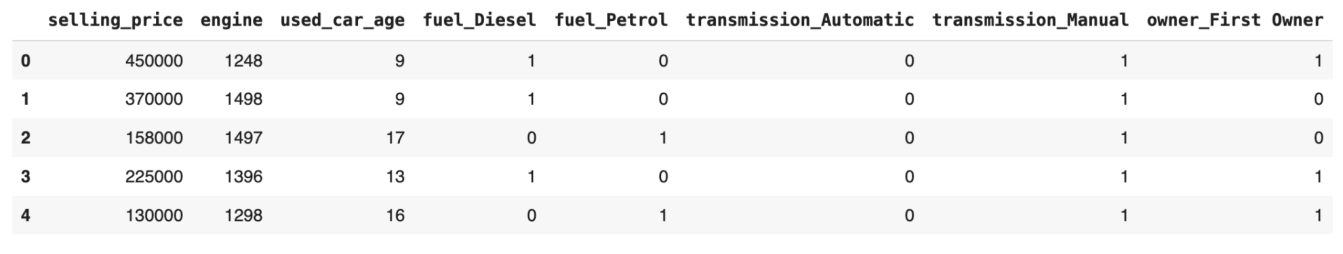 selling_price engine used_car_age fuel_Diesel fuel_Petrol transmission_Automatic transmission_Manual owner_First Owner
0 450000 1248 9 1 0 0 1 1
1 370000 1498 9 1 0 0 1 0
2 158000 1497 17 0 1 0 1 0
3 225000 1396 13 1 0 0 1 1
4 130000 1298 16 0 1 0 1 1